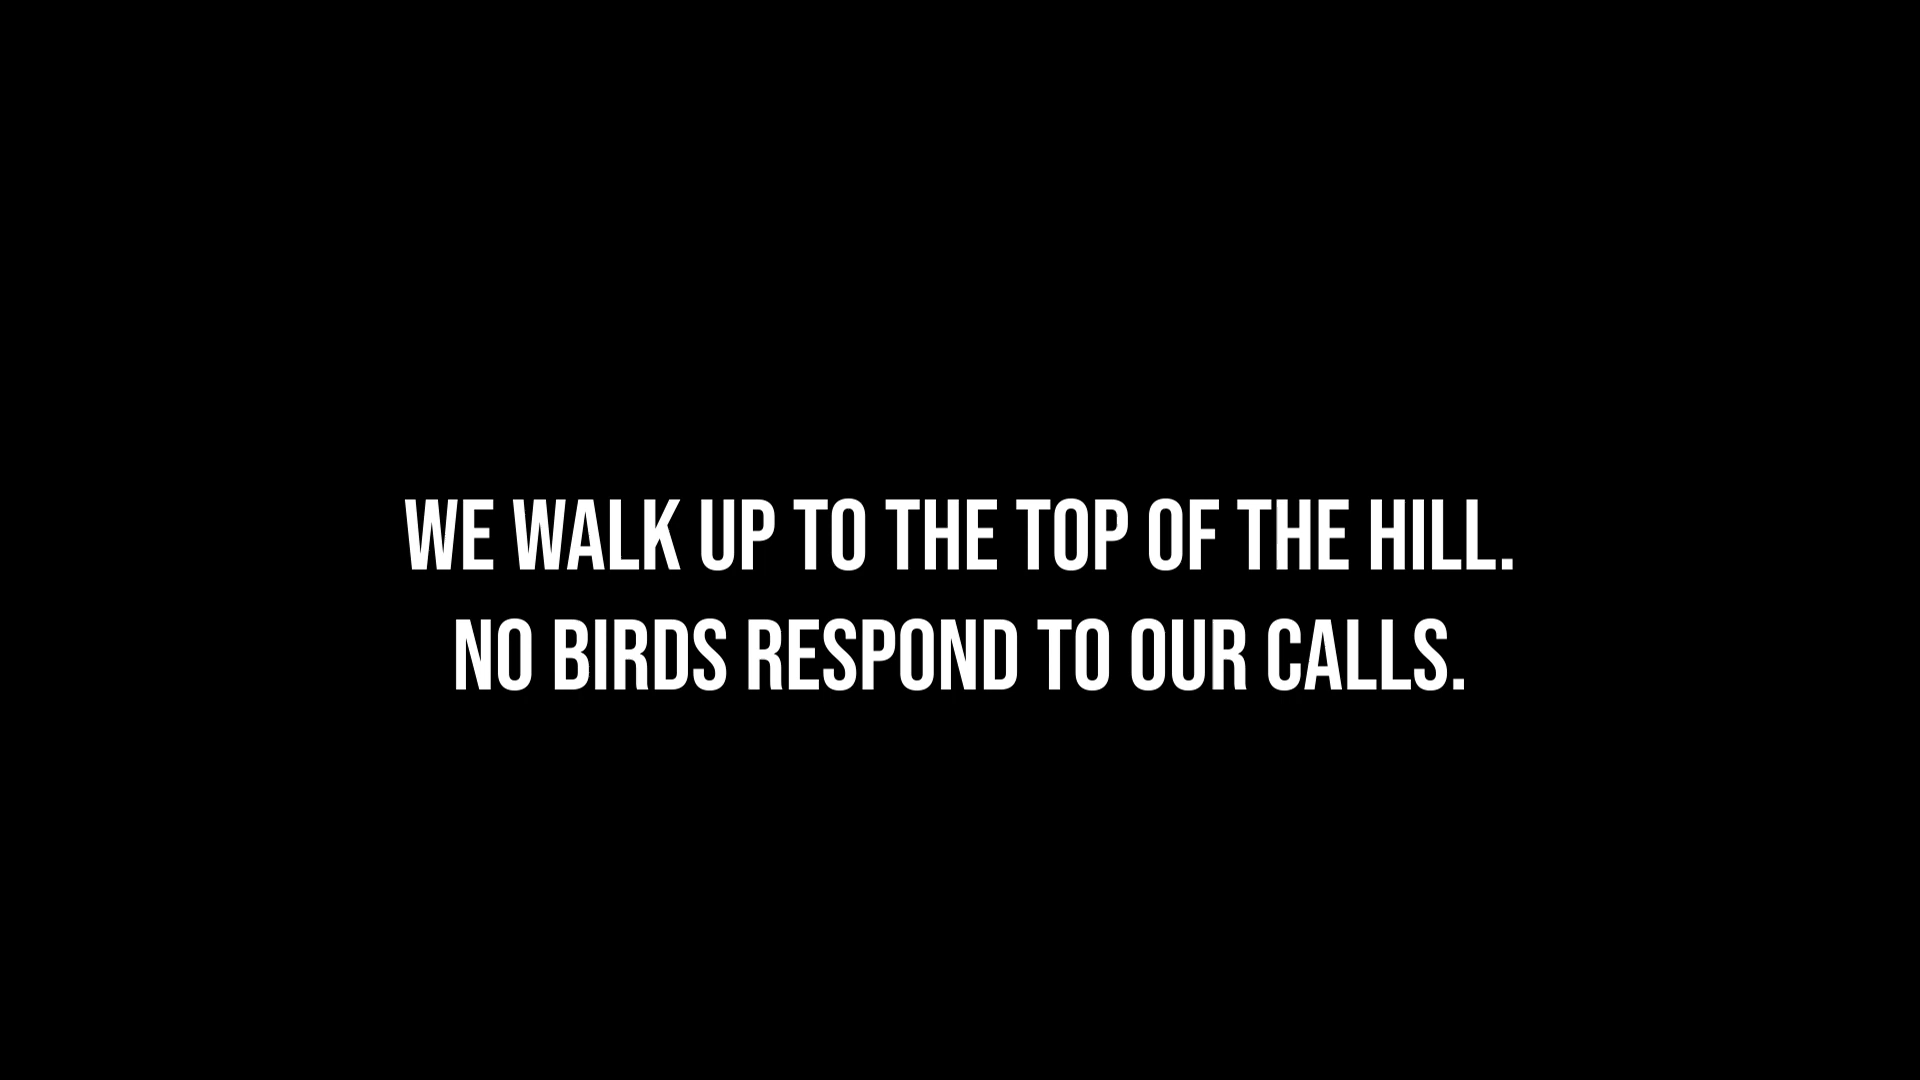 WE WALK UP TO THE TOP OF THE HILL.
NO BIRDS RESPOND TO OUR CALLS.